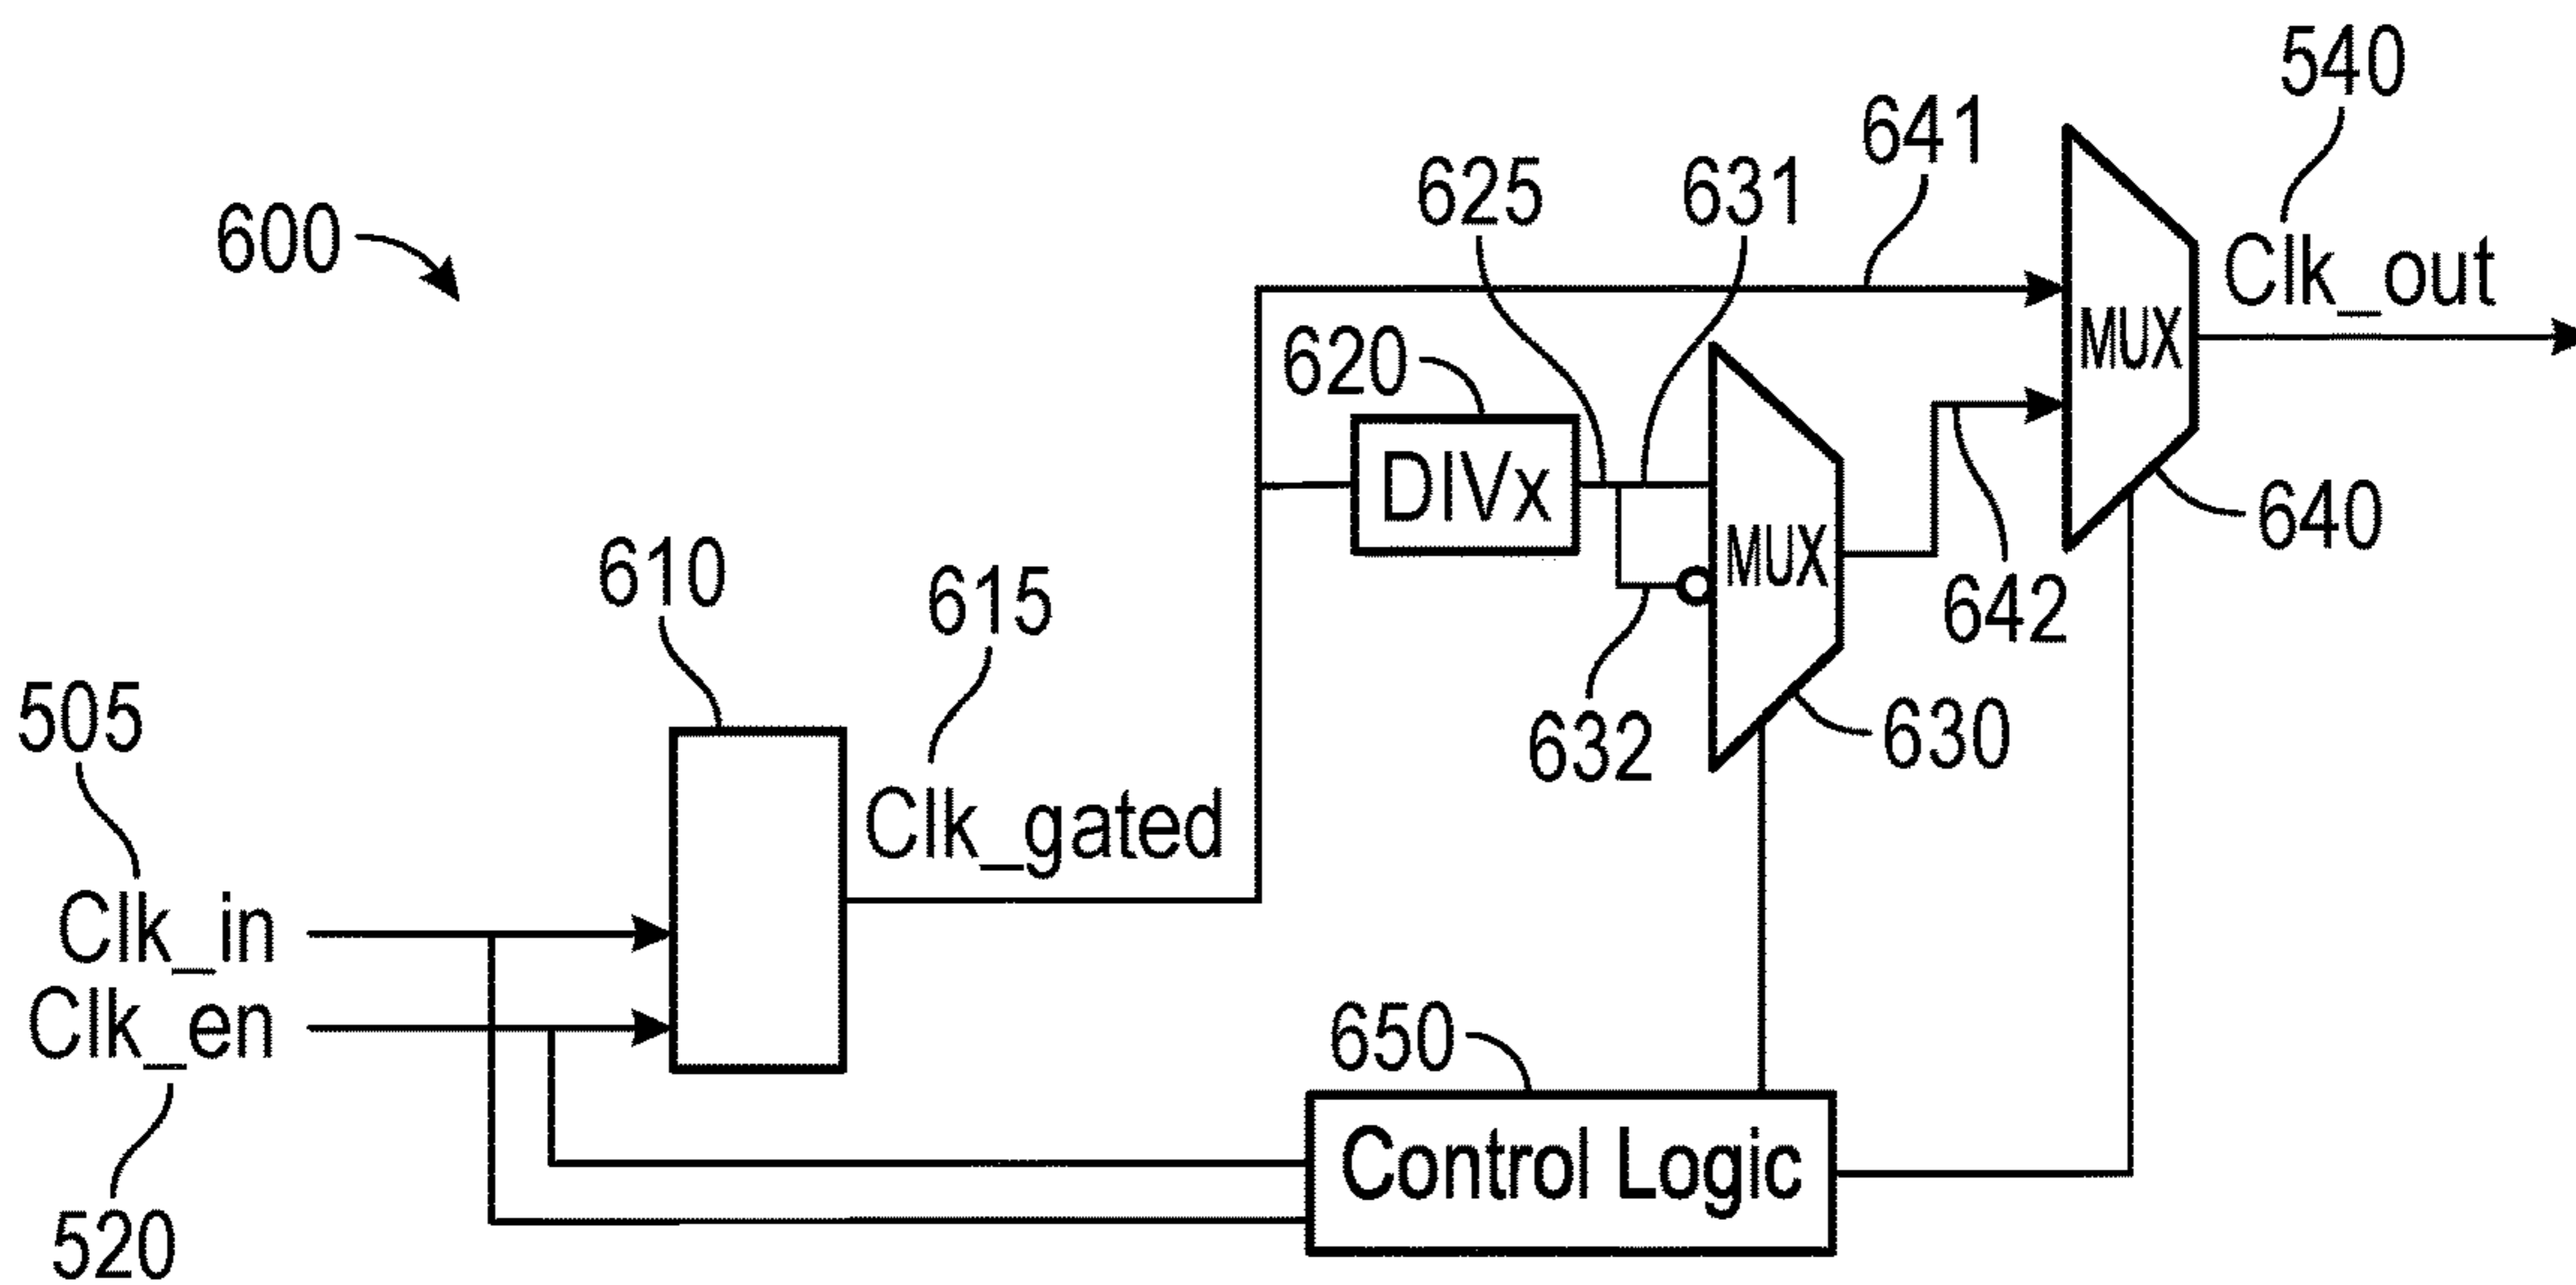 540
641
625
631
600
Clk_out
620
MUX
DIVx
640
610
MUX
615
642
505
632
630
Clk_gated
Clk_in
Clk_en
650
Control Logic
520